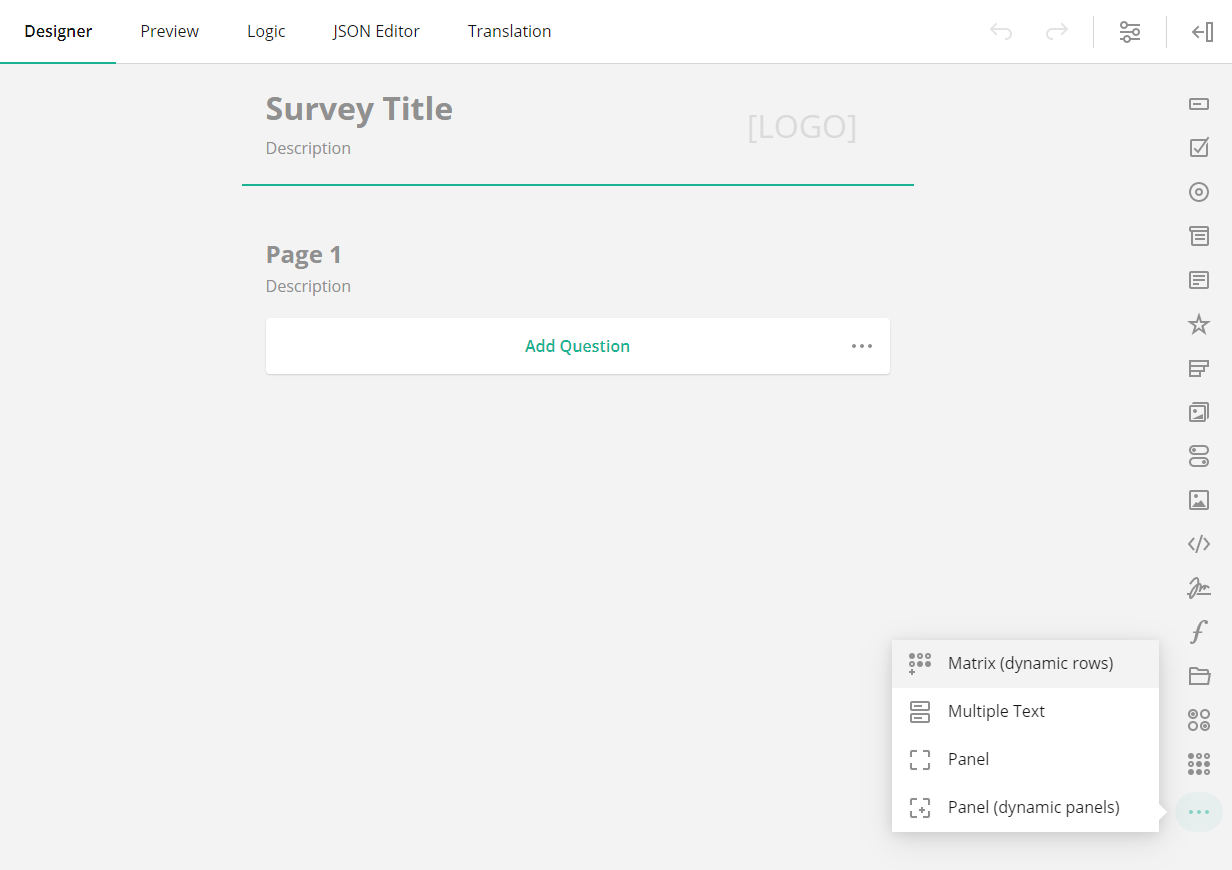 Designer Preview Logic JSON Editor Translation
Survey Title
[LOGO]
Description
Page 1
Description
Add Question
Matrix (dynamic rows)
Multiple Text
Panel
Panel (dynamic panels)